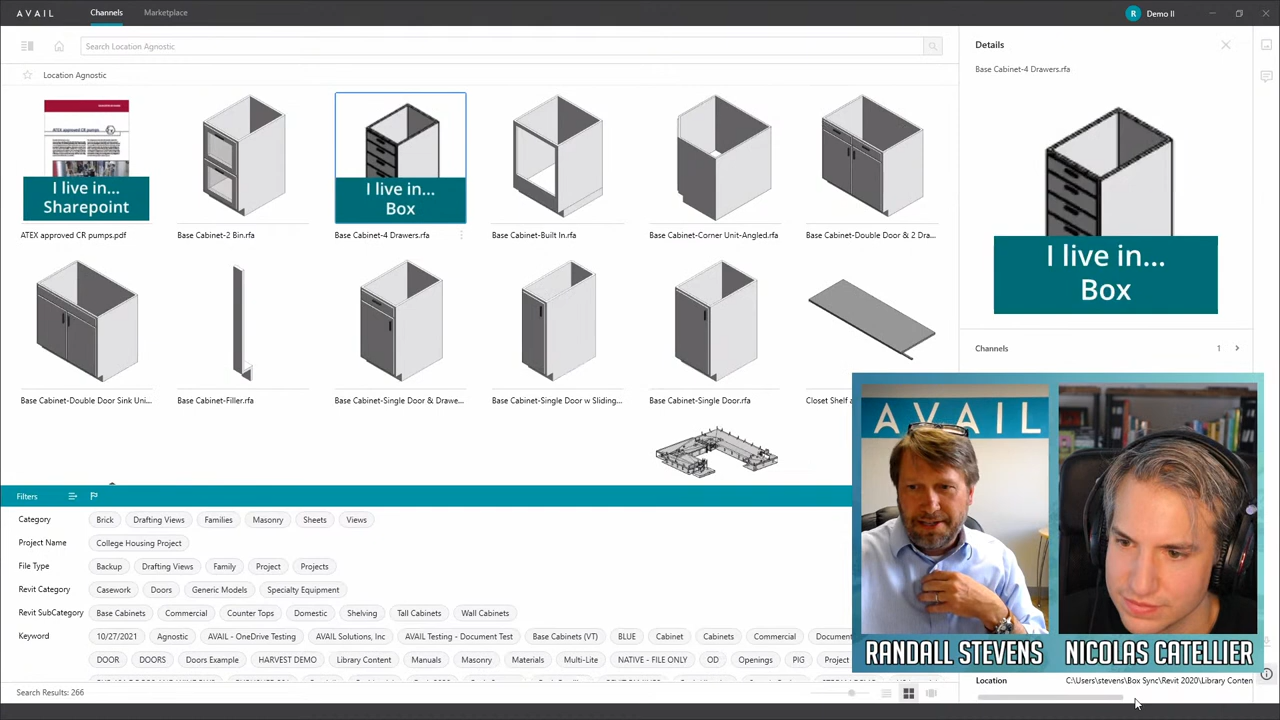 AVAIL
Channels
Marketplace
R
Demo II
Search Location Agnostic
Location Agnostic
I live in...
Sharepoint
I live in...
Box
ATEX approved CR pumps.pdf
Base Cabinet-2 Bin.rfa
Base Cabinet-4 Drawers.rfa
Base Cabinet-Built In.rfa
Base Cabinet-Corner Unit-Angled.rfa
Base Cabinet-Double Door & 2 Dra...
Base Cabinet-Double Door Sink Uni...
Base Cabinet-Filler.rfa
Base Cabinet-Single Door & Drawe...
Base Cabinet-Single Door w Sliding...
Base Cabinet-Single Door.rfa
Closet Shelf
Details
Base Cabinet-4 Drawers.rfa
I live in...
Box
Channels 1
Filters
Category Brick Drafting Views Families Masonry Sheets Views
Project Name College Housing Project
File Type Backup Drafting Views Family Project Projects
Revit Category Casework Doors Generic Models Specialty Equipment
Revit SubCategory Base Cabinets Commercial Counter Tops Domestic Shelving Tall Cabinets Wall Cabinets
Keyword 10/27/2021 Agnostic AVAIL - OneDrive Testing AVAIL Solutions, Inc AVAIL Testing - Document Test Base Cabinets (VT) BLUE Cabinet Cabinets Commercial Document
DOOR DOORS Doors Example HARVEST DEMO Library Content Manuals Masonry Materials Multi-Lite NATIVE - FILE ONLY OD Openings PIG Project
Search Results: 266
AVAIL
RANDALL STEVENS
NICOLAS CATELLIER
Location C:\Users\stevens\Box Sync\Revit 2020\Library Conten